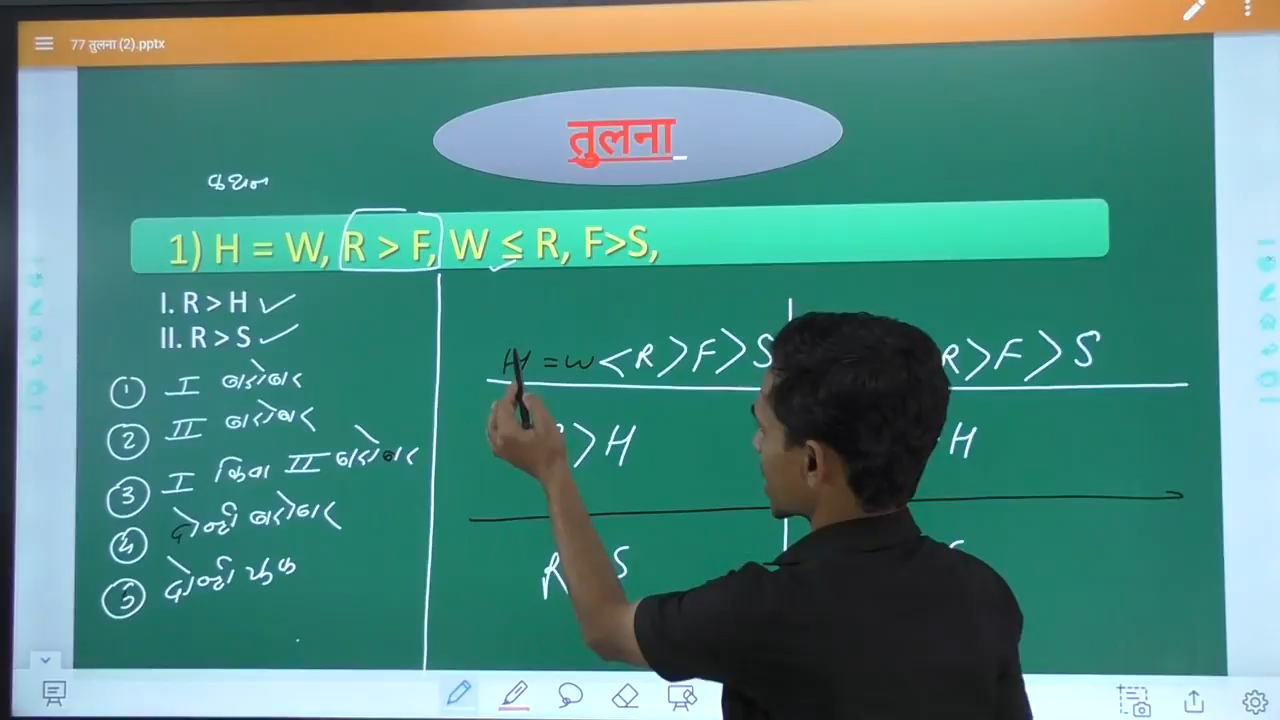 77 तुलना (2).pptx
तुलना
कथन
1) H = W, R > F, W ≤ R, F>S,
I. R > H ✓
II. R > S ✓
① I बरोबर
② II बरोबर
③ I किंवा II बरोबर
④ दोन्ही बरोबर
⑤ दोन्ही चूक
H = W < R > F > S
R > F > S
> H
H
R S